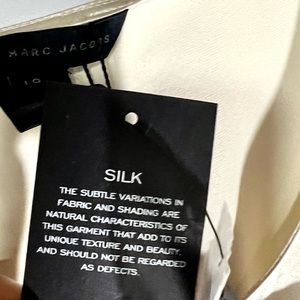 MARC JACOBS
10
SILK
THE SUBTLE VARIATIONS IN
FABRIC AND SHADING ARE
NATURAL CHARACTERISTICS OF
THIS GARMENT THAT ADD TO ITS
UNIQUE TEXTURE AND BEAUTY,
AND SHOULD NOT BE REGARDED
AS DEFECTS.